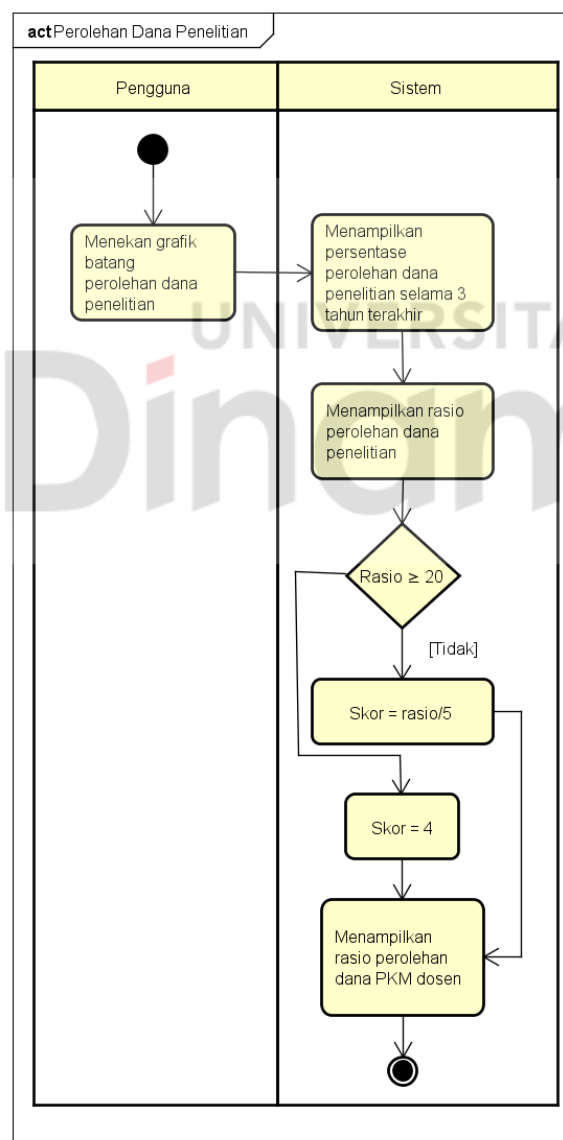 act Perolehan Dana Penelitian
Pengguna
Sistem
Menekan grafik
batang
perolehan dana
penelitian
Menampilkan
persentase
perolehan dana
penelitian selama 3
tahun terakhir
UNIVERSITA
Dinam
Menampilkan rasio
perolehan dana
penelitian
Rasio ≥ 20
[Tidak]
Skor = rasio/5
Skor = 4
Menampilkan
rasio perolehan
dana PKM dosen